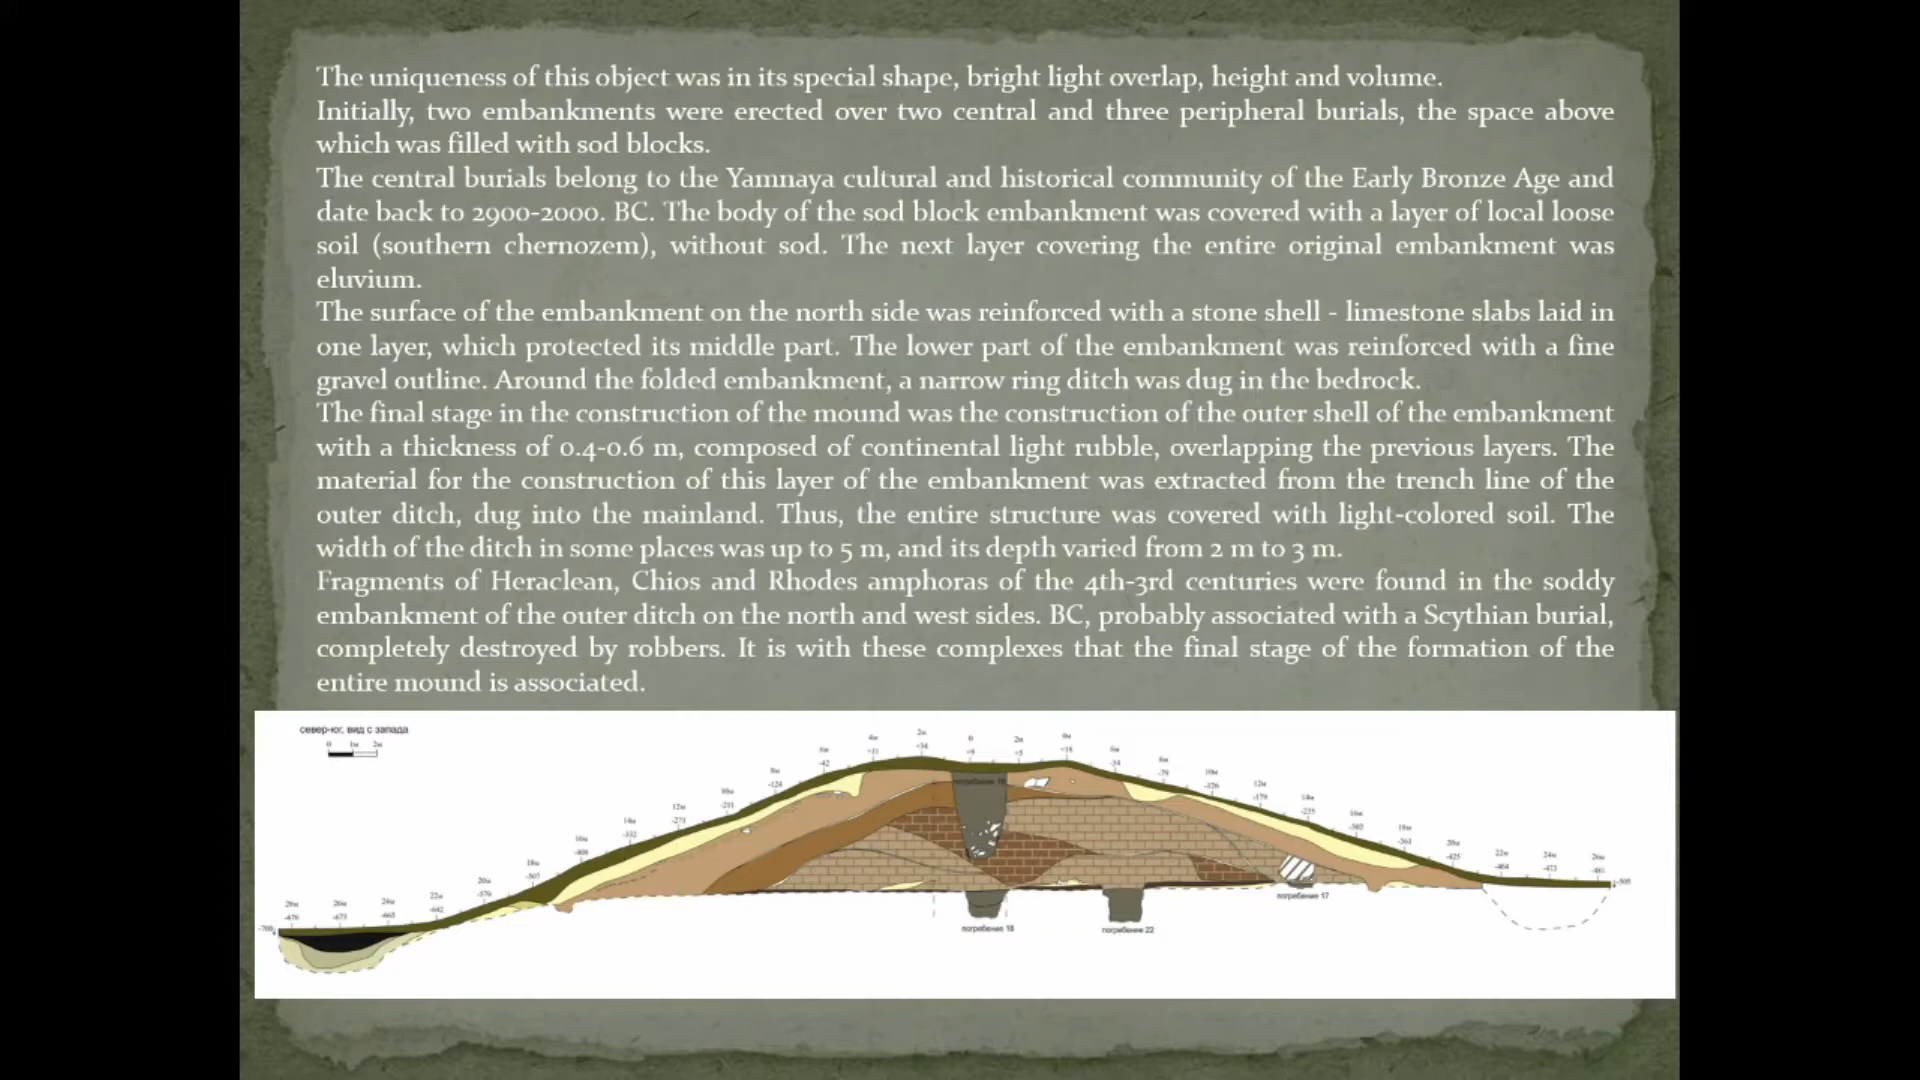 The uniqueness of this object was in its special shape, bright light overlap, height and volume.
Initially, two embankments were erected over two central and three peripheral burials, the space above
which was filled with sod blocks.
The central burials belong to the Yamnaya cultural and historical community of the Early Bronze Age and
date back to 2900-2000. BC. The body of the sod block embankment was covered with a layer of local loose
soil (southern chernozem), without sod. The next layer covering the entire original embankment was
eluvium.
The surface of the embankment on the north side was reinforced with a stone shell - limestone slabs laid in
one layer, which protected its middle part. The lower part of the embankment was reinforced with a fine
gravel outline. Around the folded embankment, a narrow ring ditch was dug in the bedrock.
The final stage in the construction of the mound was the construction of the outer shell of the embankment
with a thickness of 0.4-0.6 m, composed of continental light rubble, overlapping the previous layers. The
material for the construction of this layer of the embankment was extracted from the trench line of the
outer ditch, dug into the mainland. Thus, the entire structure was covered with light-colored soil. The
width of the ditch in some places was up to 5 m, and its depth varied from 2 m to 3 m.
Fragments of Heraclean, Chios and Rhodes amphoras of the 4th-3rd centuries were found in the soddy
embankment of the outer ditch on the north and west sides. BC, probably associated with a Scythian burial,
completely destroyed by robbers. It is with these complexes that the final stage of the formation of the
entire mound is associated.
север-юг, вид с запада
0 1м 2м
погребение 17
погребение 18
погребение 22